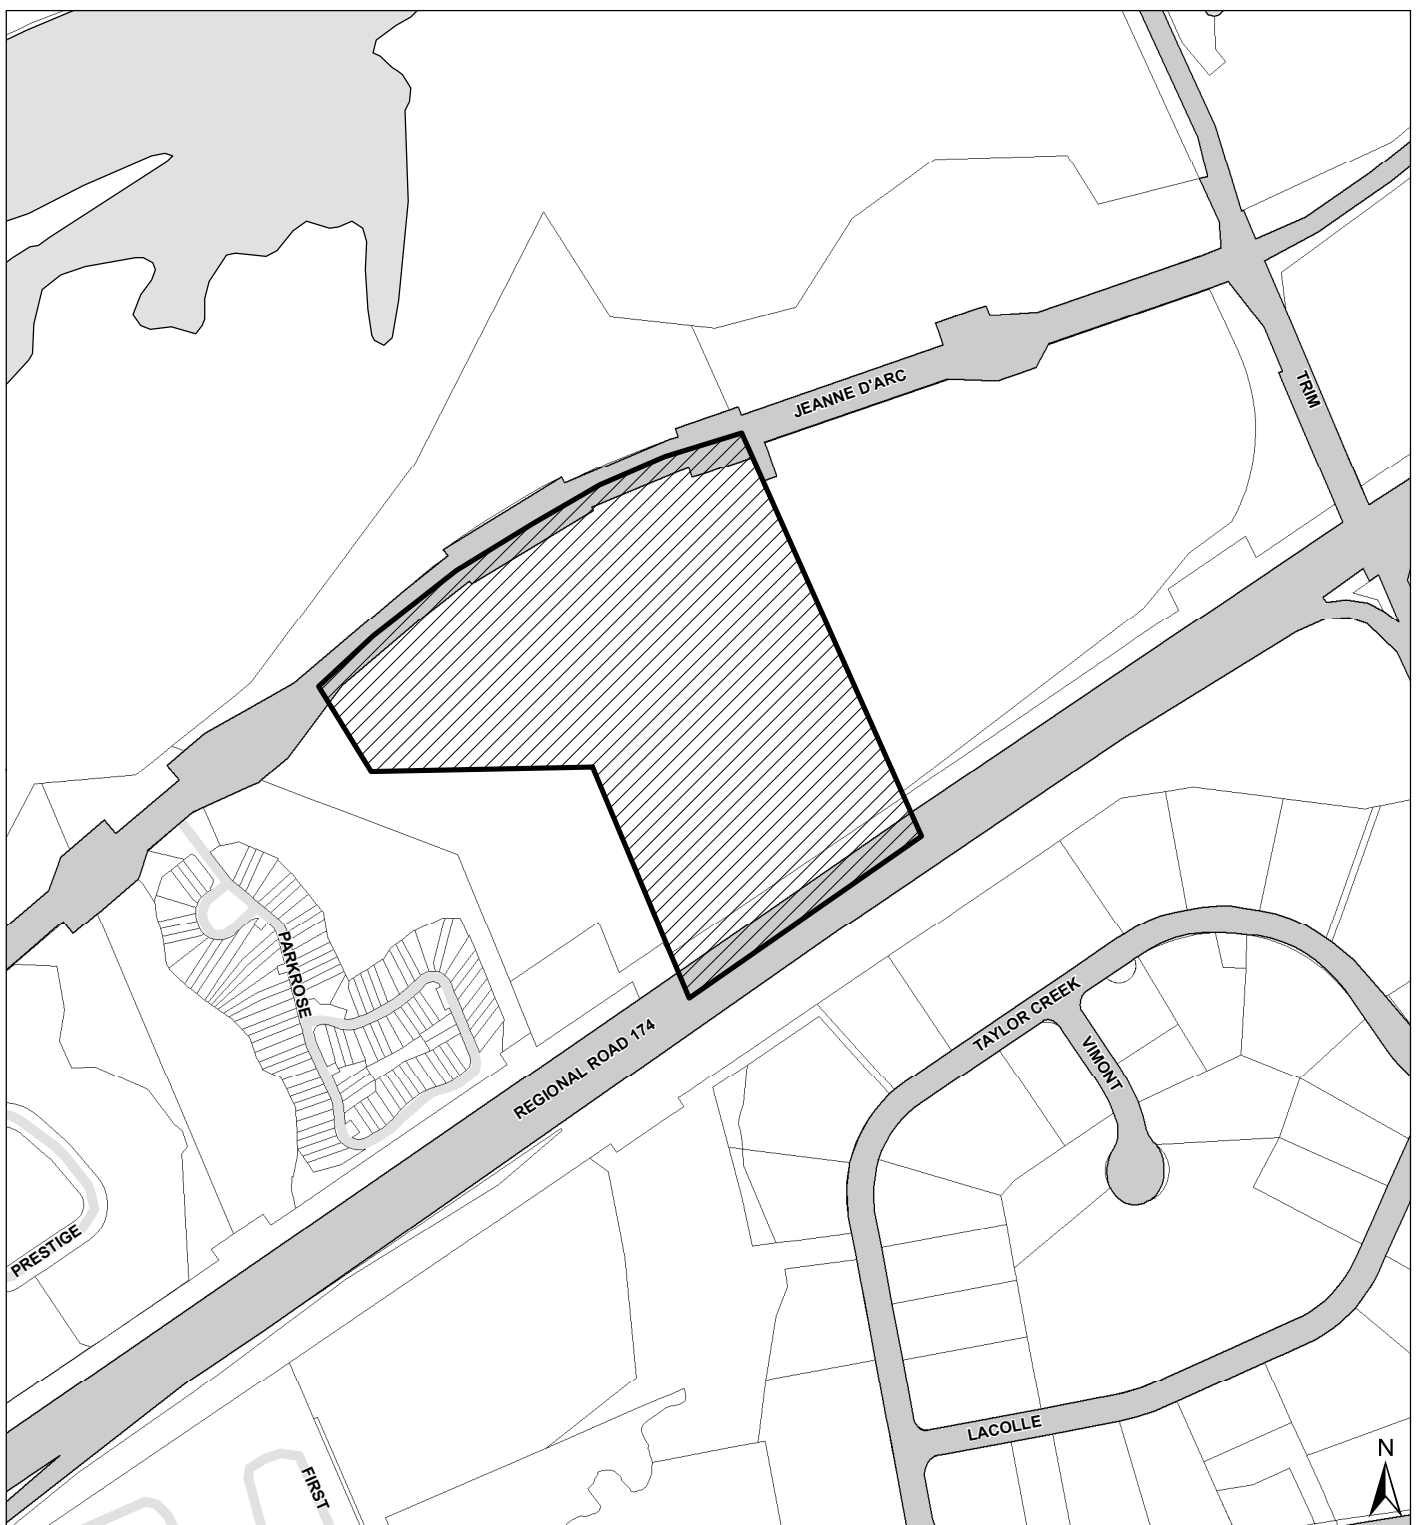 JEANNE D'ARC
TRIM
PARKROSE
REGIONAL ROAD 174
TAYLOR CREEK
VIMONT
PRESTIGE
LACOLLE
FIRST
N